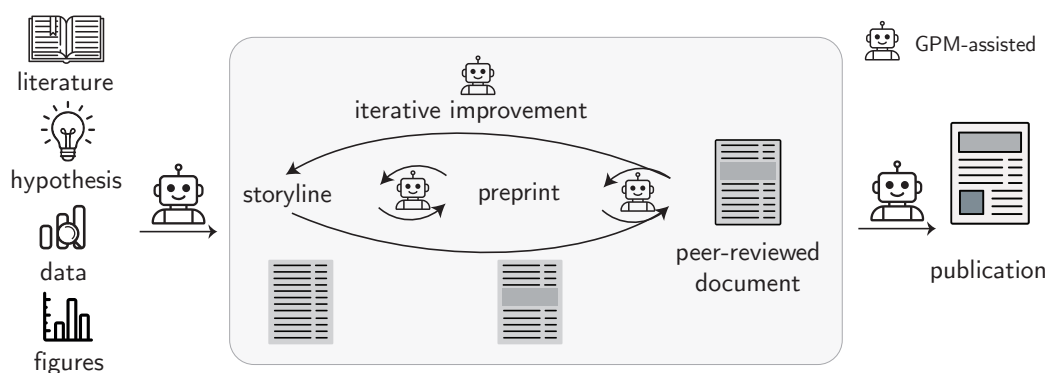 literature
hypothesis
data
figures
iterative improvement
storyline
preprint
peer-reviewed
document
GPM-assisted
publication